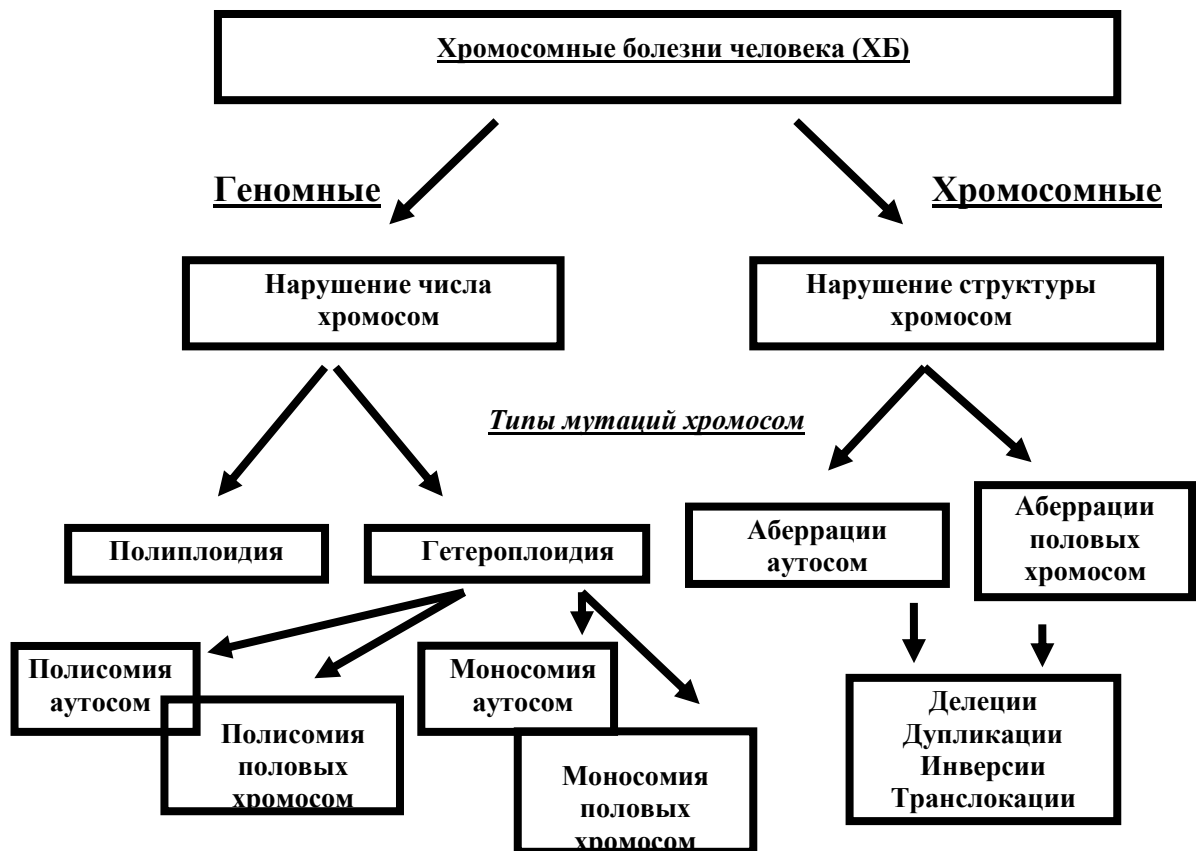 Хромосомные болезни человека (ХБ)
Геномные
Хромосомные
Нарушение числа
хромосом
Нарушение структуры
хромосом
Типы мутаций хромосом
Полиплоидия
Гетероплоидия
Аберрации
аутосом
Аберрации
половых
хромосом
Полисомия
аутосом
Полисомия
половых
хромосом
Моносомия
аутосом
Моносомия
половых
хромосом
Делеции
Дупликации
Инверсии
Транслокации